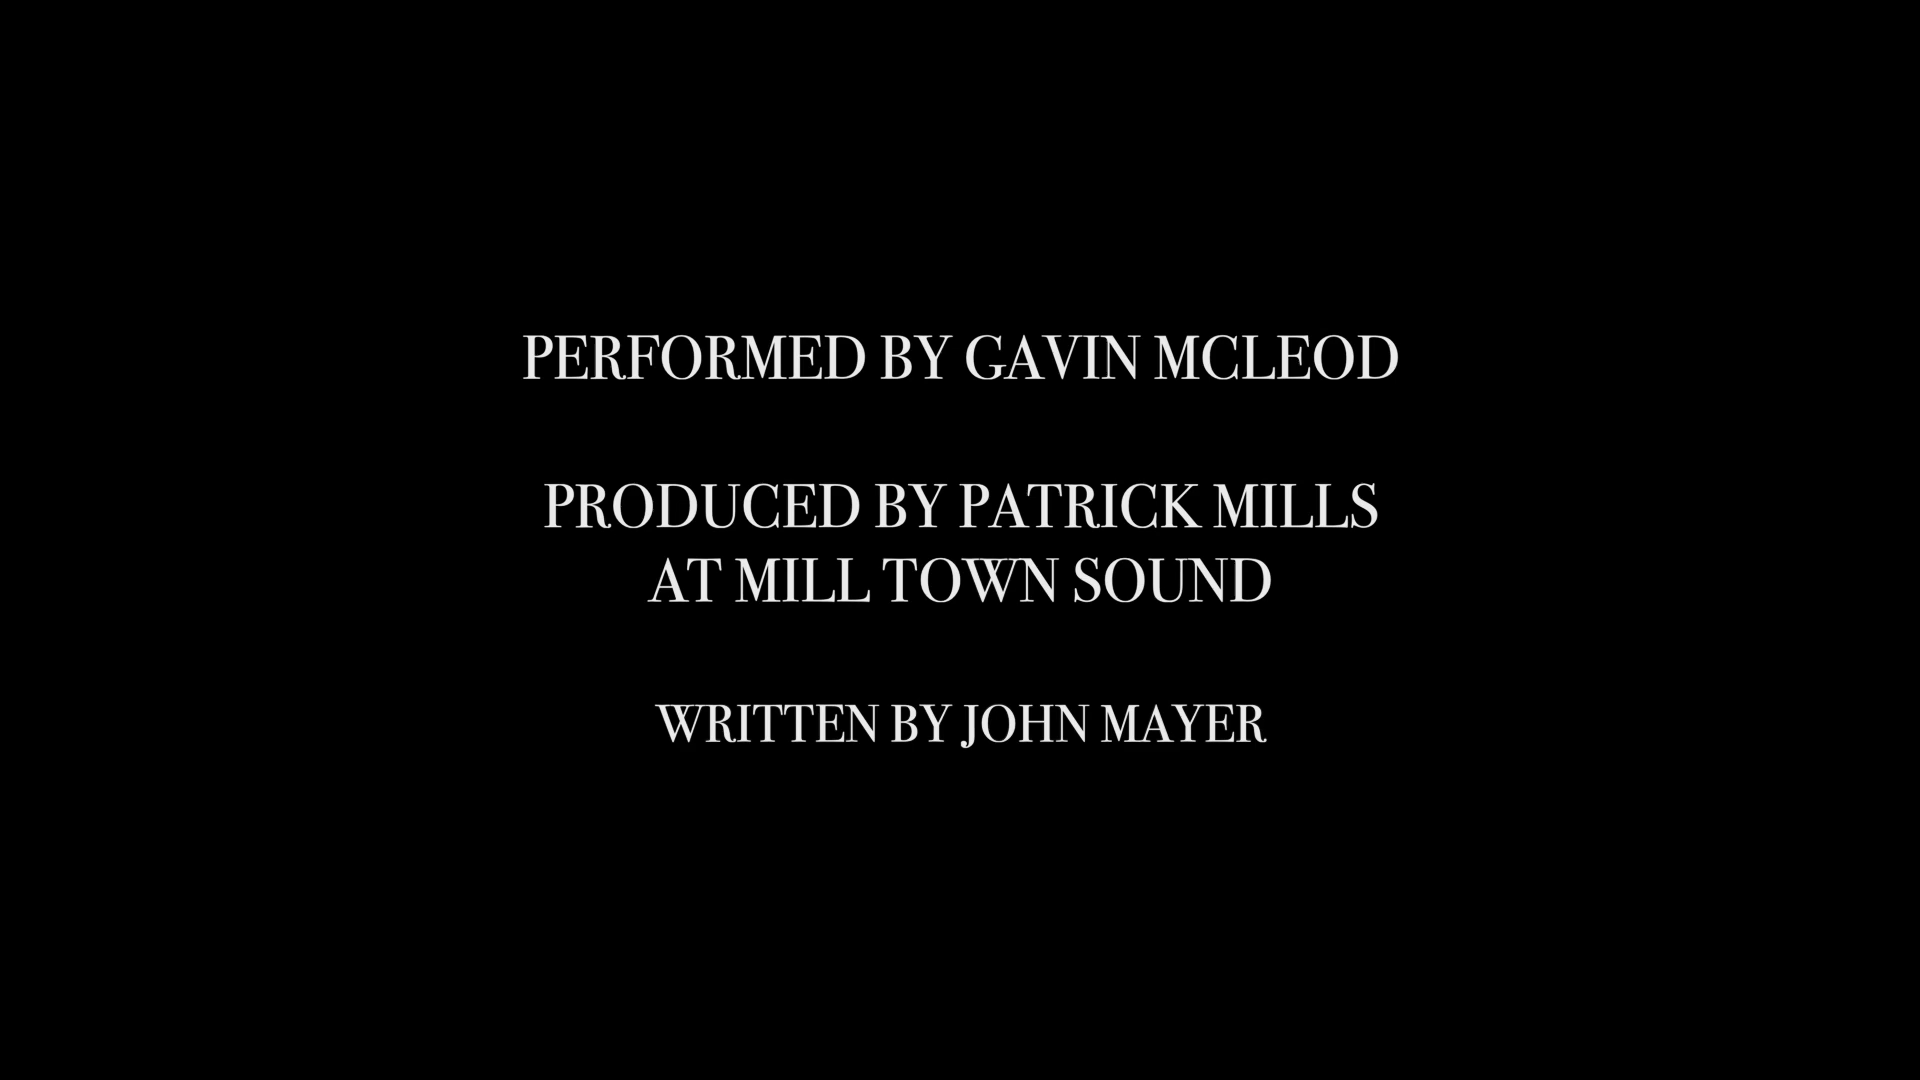 PERFORMED BY GAVIN MCLEOD
PRODUCED BY PATRICK MILLS
AT MILL TOWN SOUND
WRITTEN BY JOHN MAYER